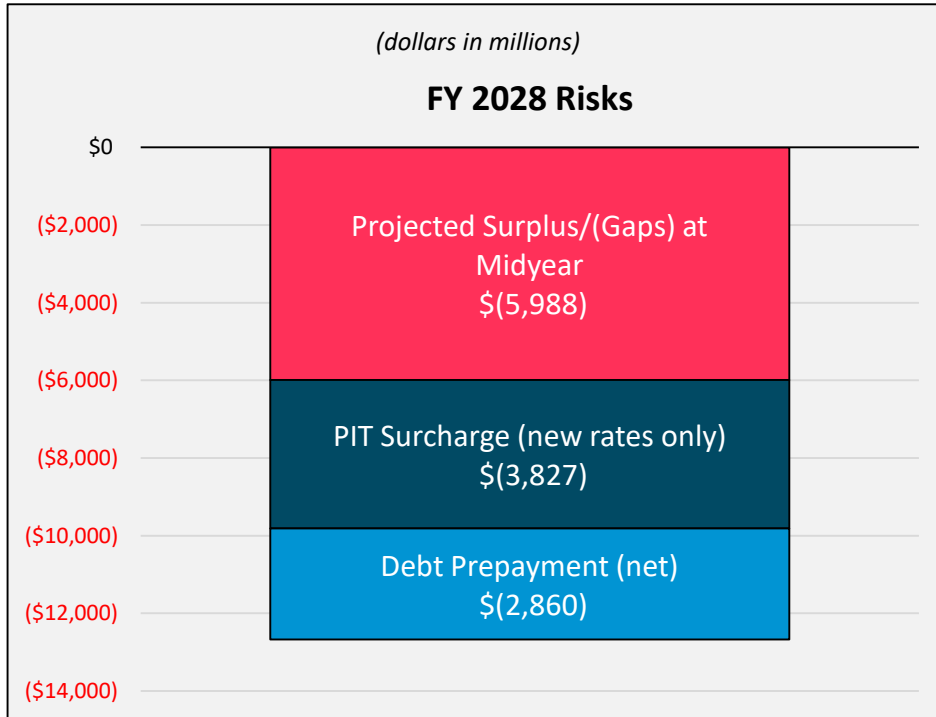 (dollars in millions)
FY 2028 Risks
$0
($2,000)
($4,000)
($6,000)
($8,000)
($10,000)
($12,000)
($14,000)
Projected Surplus/(Gaps) at
Midyear
$(5,988)
PIT Surcharge (new rates only)
$(3,827)
Debt Prepayment (net)
$(2,860)